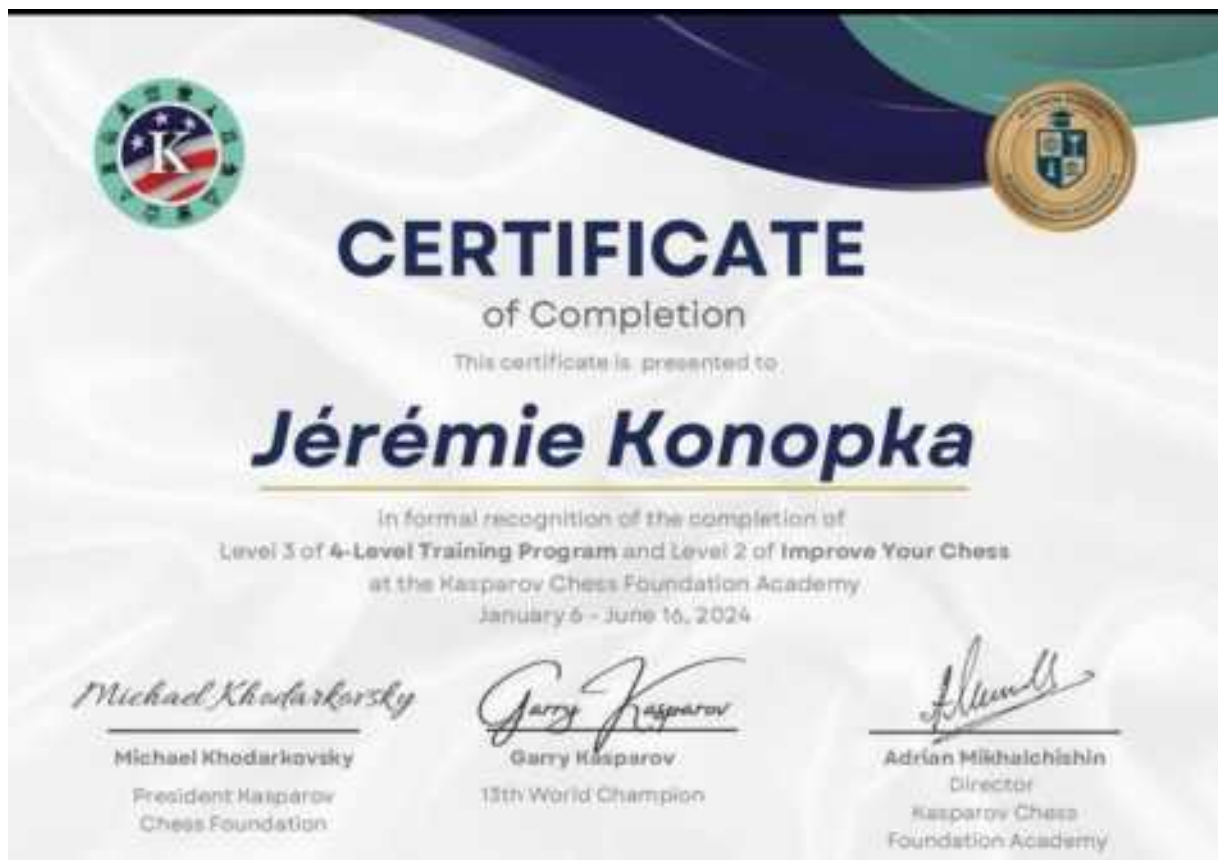 K
CERTIFICATE
of Completion
This certificate is presented to
Jérémie Konopka
in formal recognition of the completion of
Level 3 of 4-Level Training Program and Level 2 of Improve Your Chess
at the Kasparov Chess Foundation Academy
January 6 - June 16, 2024
Michael Khodarkovsky
Garry Kasparov
Michael Khodarkovsky
Garry Kasparov
Adrian Mikhalchishin
President Kasparov
Chess Foundation
13th World Champion
Director
Kasparov Chess
Foundation Academy